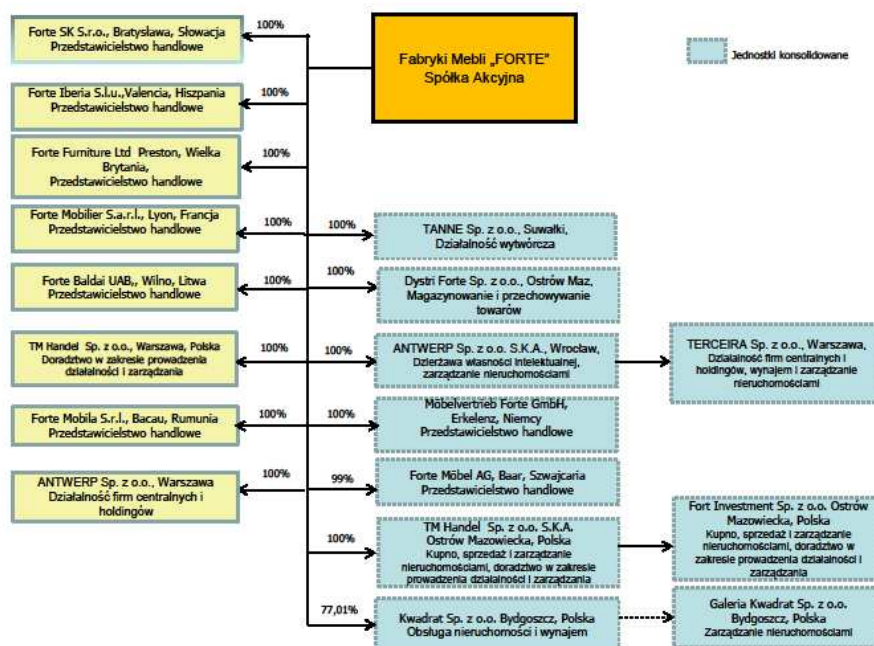 Fabryki Mebli „FORTE"
Spółka Akcyjna
Jednostki konsolidowane
100%
Forte SK S.r.o., Bratysława, Słowacja
Przedstawicielstwo handlowe
100%
Forte Iberia S.l.u.,Valencia, Hiszpania
Przedstawicielstwo handlowe
100%
Forte Furniture Ltd Preston, Wielka
Brytania,
Przedstawicielstwo handlowe
100%
Forte Mobilier S.a.r.l., Lyon, Francja
Przedstawicielstwo handlowe
100%
Forte Baldai UAB,, Wilno, Litwa
Przedstawicielstwo handlowe
100%
TM Handel Sp. z o.o., Warszawa, Polska
Doradztwo w zakresie prowadzenia
działalności i zarządzania
100%
Forte Mobila S.r.l., Bacau, Rumunia
Przedstawicielstwo handlowe
100%
ANTWERP Sp. z o.o., Warszawa
Działalność firm centralnych i
holdingów
100%
TANNE Sp. z o.o., Suwałki,
Działalność wytwórcza
100%
Dystri Forte Sp. z o.o., Ostrów Maz,
Magazynowanie i przechowywanie
towarów
100%
ANTWERP Sp. z o.o. S.K.A., Wrocław,
Dzierżawa własności intelektualnej,
zarządzanie nieruchomościami
TERCEIRA Sp. z o.o., Warszawa,
Działalność firm centralnych i
holdingów, wynajem i zarządzanie
nieruchomościami
100%
Möbelvertrieb Forte GmbH,
Erkelenz, Niemcy
Przedstawicielstwo handlowe
99%
Forte Möbel AG, Baar, Szwajcaria
Przedstawicielstwo handlowe
100%
TM Handel Sp. z o.o. S.K.A.
Ostrów Mazowiecka, Polska
Kupno, sprzedaż i zarządzanie
nieruchomościami, doradztwo w zakresie
prowadzenia działalności i zarządzania
Fort Investment Sp. z o.o. Ostrów
Mazowiecka, Polska
Kupno, sprzedaż i zarządzanie
nieruchomościami, doradztwo w
zakresie prowadzenia działalności i
zarządzania
77,01%
Kwadrat Sp. z o.o. Bydgoszcz, Polska
Obsługa nieruchomości i wynajem
Galeria Kwadrat Sp. z o.o.
Bydgoszcz, Polska
Zarządzanie nieruchomościami